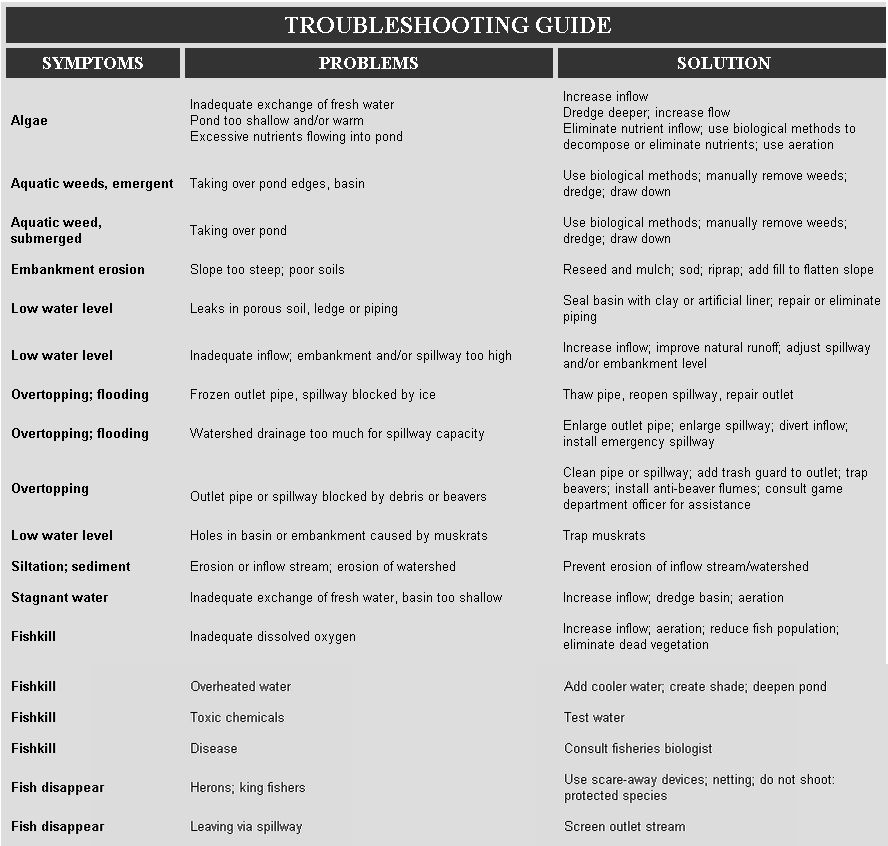 TROUBLESHOOTING GUIDE
SYMPTOMS
PROBLEMS
SOLUTION
Algae
Inadequate exchange of fresh water
Pond too shallow and/or warm
Excessive nutrients flowing into pond
Increase inflow
Dredge deeper; increase flow
Eliminate nutrient inflow; use biological methods to
decompose or eliminate nutrients; use aeration
Aquatic weeds, emergent
Taking over pond edges, basin
Use biological methods; manually remove weeds;
dredge; draw down
Aquatic weed,
submerged
Taking over pond
Use biological methods; manually remove weeds;
dredge; draw down
Embankment erosion
Slope too steep; poor soils
Reseed and mulch; sod; riprap; add fill to flatten slope
Low water level
Leaks in porous soil, ledge or piping
Seal basin with clay or artificial liner; repair or eliminate
piping
Low water level
Inadequate inflow; embankment and/or spillway too high
Increase inflow; improve natural runoff; adjust spillway
and/or embankment level
Overtopping; flooding
Frozen outlet pipe, spillway blocked by ice
Thaw pipe, reopen spillway, repair outlet
Overtopping; flooding
Watershed drainage too much for spillway capacity
Enlarge outlet pipe; enlarge spillway; divert inflow;
install emergency spillway
Overtopping
Outlet pipe or spillway blocked by debris or beavers
Clean pipe or spillway; add trash guard to outlet; trap
beavers; install anti-beaver flumes; consult game
department officer for assistance
Low water level
Holes in basin or embankment caused by muskrats
Trap muskrats
Siltation; sediment
Erosion or inflow stream; erosion of watershed
Prevent erosion of inflow stream/watershed
Stagnant water
Inadequate exchange of fresh water, basin too shallow
Increase inflow; dredge basin; aeration
Fishkill
Inadequate dissolved oxygen
Increase inflow; aeration; reduce fish population;
eliminate dead vegetation
Fishkill
Overheated water
Add cooler water; create shade; deepen pond
Fishkill
Toxic chemicals
Test water
Fishkill
Disease
Consult fisheries biologist
Fish disappear
Herons; king fishers
Use scare-away devices; netting; do not shoot:
protected species
Fish disappear
Leaving via spillway
Screen outlet stream